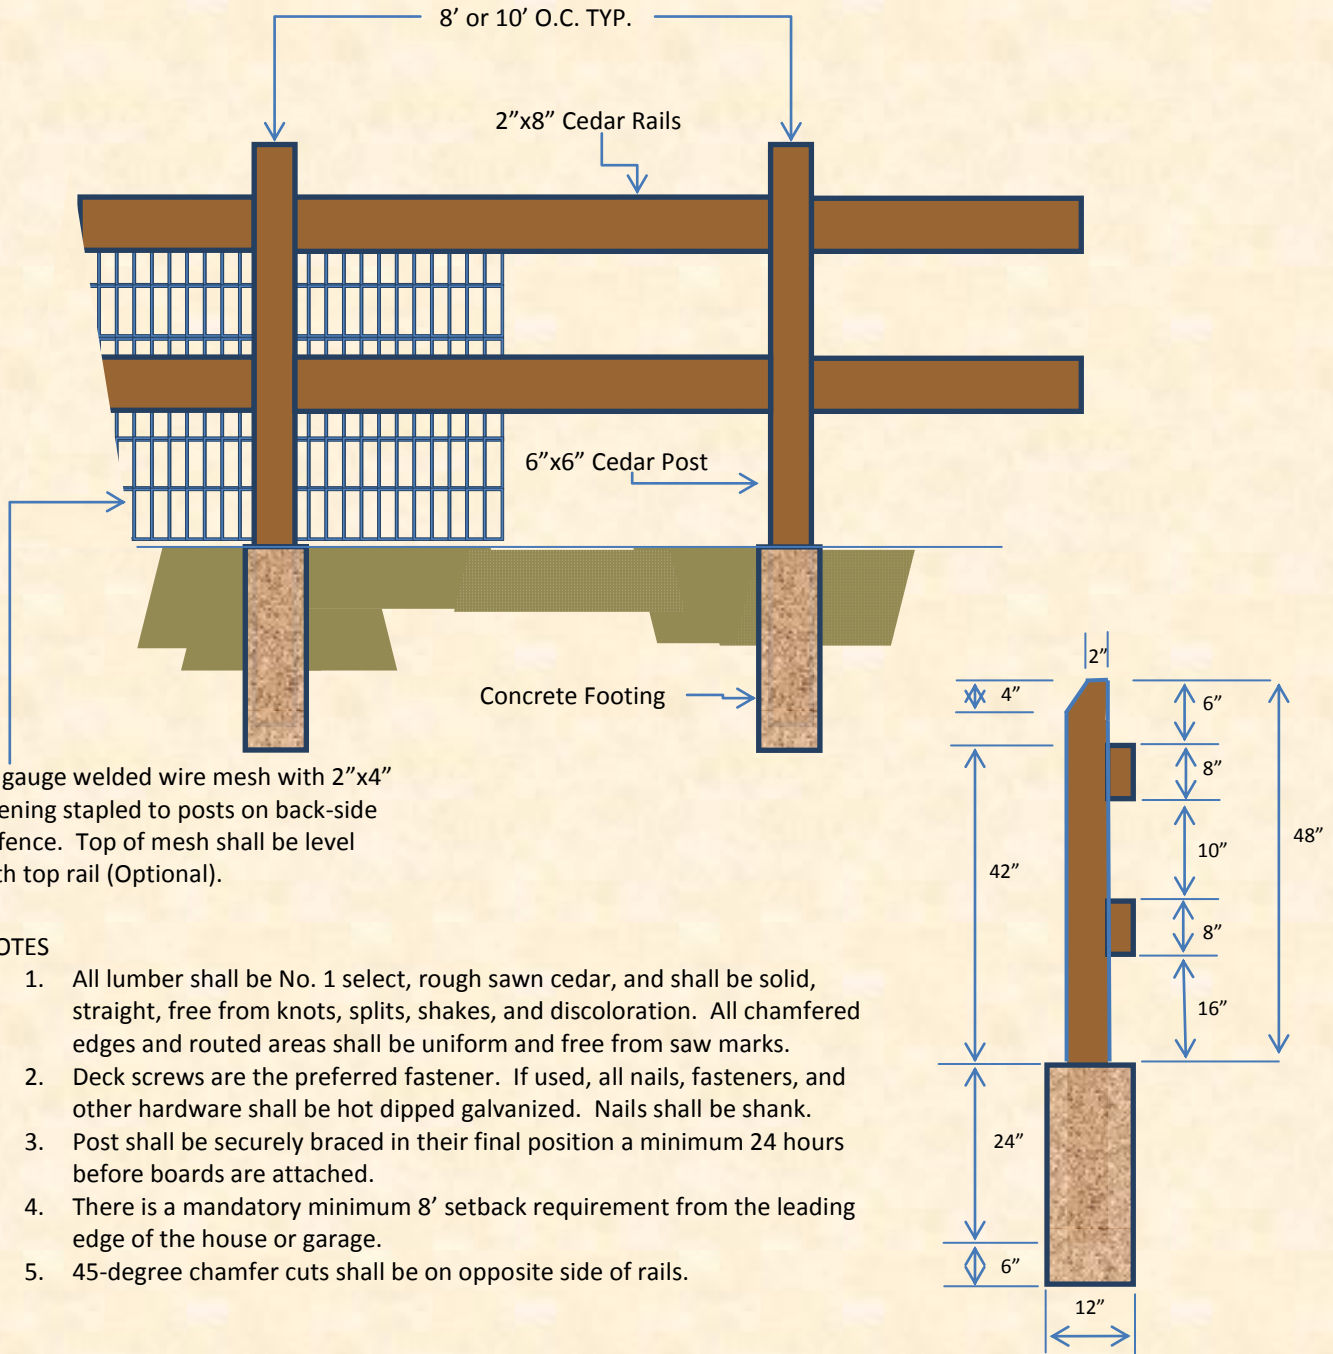 8’ or 10’ O.C. TYP.
2”x8” Cedar Rails
6”x6” Cedar Post
Concrete Footing
gauge welded wire mesh with 2”x4”
stapled to posts on back-side
fence. Top of mesh shall be level
top rail (Optional).
2”
4”
6”
8”
42”
10”
48”
8”
16”
24”
6”
12”
OTES
1. All lumber shall be No. 1 select, rough sawn cedar, and shall be solid,
straight, free from knots, splits, shakes, and discoloration. All chamfered
edges and routed areas shall be uniform and free from saw marks.
2. Deck screws are the preferred fastener. If used, all nails, fasteners, and
other hardware shall be hot dipped galvanized. Nails shall be shank.
3. Post shall be securely braced in their final position a minimum 24 hours
before boards are attached.
4. There is a mandatory minimum 8’ setback requirement from the leading
edge of the house or garage.
5. 45-degree chamfer cuts shall be on opposite side of rails.